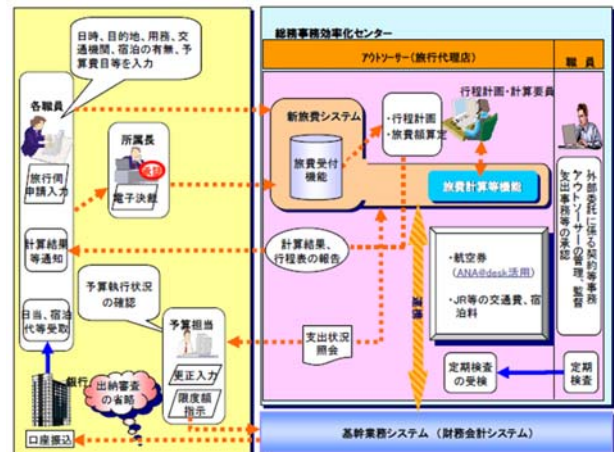 日時、目的地、用務、交
通機関、宿泊の有無、予
算費目等を入力
各職員
旅行伺
申請入力
計算結果
等通知
日当、宿泊
代等受取
銀行
口座振込
所属長
承認
電子決裁
予算執行状況
の確認
予算担当
更正入力
限度額
指示
出納審査
の省略
総務事務効率化センター
アウトソーサー(旅行代理店)
職 員
新旅費システム
旅費受付
機能
・行程計画
・旅費額算定
行程計画・計算要員
旅費計算等機能
計算結果、
行程表の報告
支出状況
照会
・航空券
(ANA@desk活用)
・JR等の交通費、宿
泊料
外部委託に係る契約等事務
アウトソーサーの管理、監督
支出事務等の承認
定期検査
の受検
定期
検査
基幹業務システム (財務会計システム)